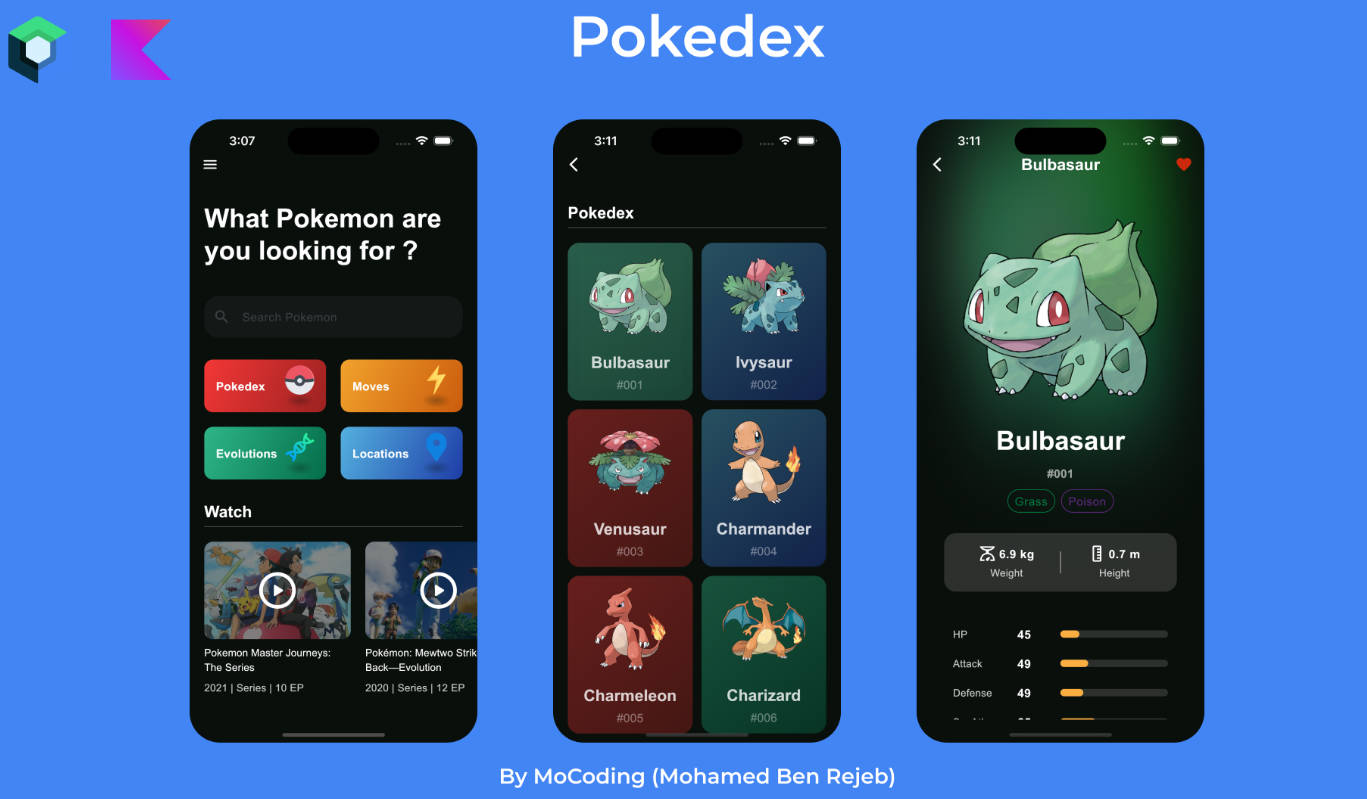 Pokedex
3:07
What Pokemon are
you looking for ?
Search Pokemon
Pokedex
Moves
Evolutions
Locations
Watch
Pokemon Master Journeys:
The Series
2021 | Series | 10 EP
Pokémon: Mewtwo Strik
Back—Evolution
2020 | Series | 12 EP
3:11
Pokedex
Bulbasaur
#001
Ivysaur
#002
Venusaur
#003
Charmander
#004
Charmeleon
#005
Charizard
#006
3:11
Bulbasaur
Bulbasaur
#001
Grass
Poison
6.9 kg
Weight
0.7 m
Height
HP 45
Attack 49
Defense 49
By MoCoding (Mohamed Ben Rejeb)